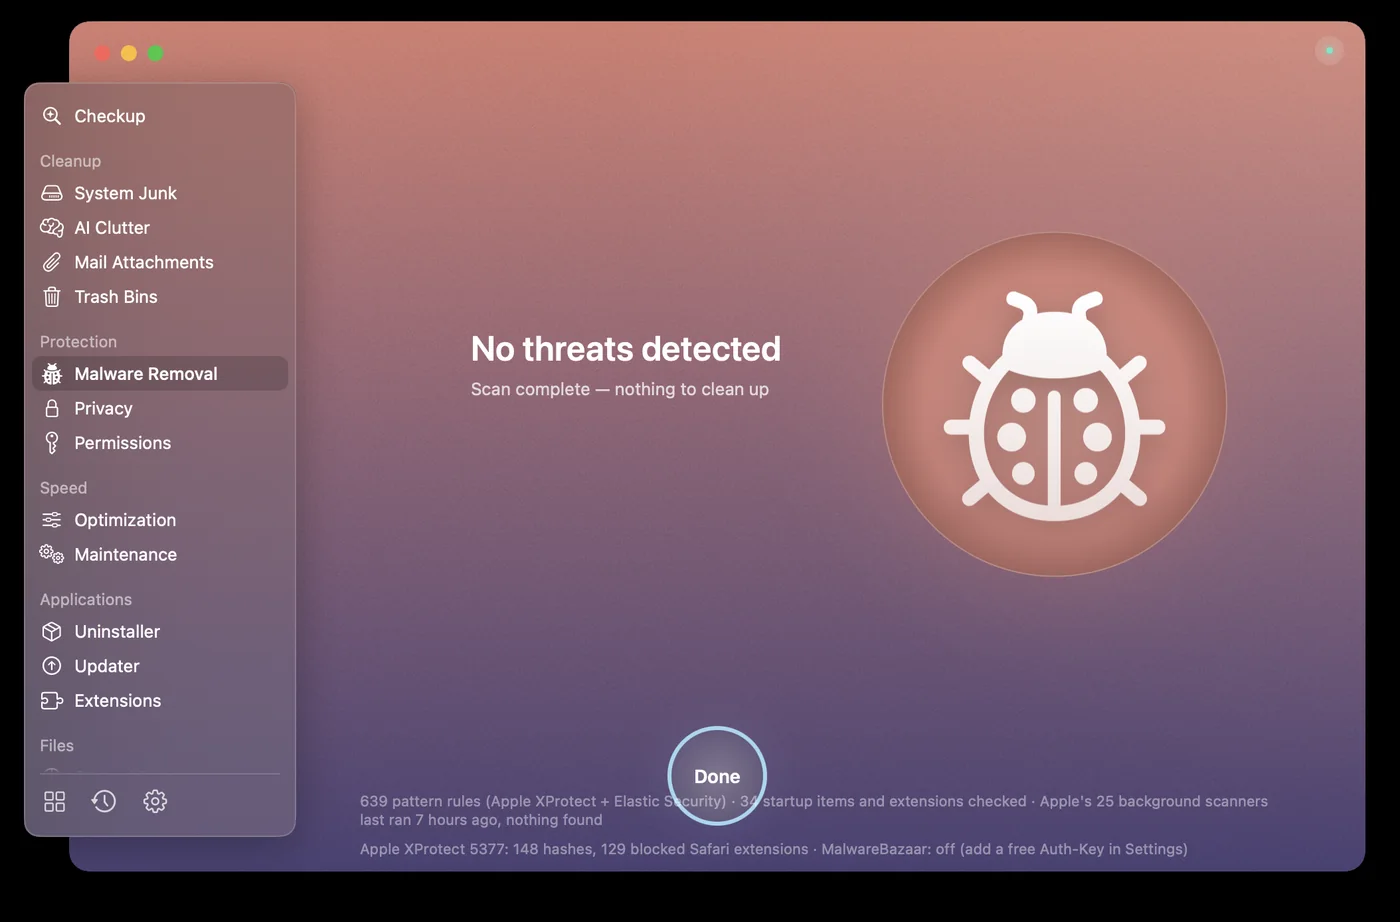 Checkup
Cleanup
System Junk
AI Clutter
Mail Attachments
Trash Bins
Protection
Malware Removal
Privacy
Permissions
Speed
Optimization
Maintenance
Applications
Uninstaller
Updater
Extensions
Files
No threats detected
Scan complete — nothing to clean up
Done
639 pattern rules (Apple XProtect + Elastic Security) · 34 startup items and extensions checked · Apple's 25 background scanners
last ran 7 hours ago, nothing found
Apple XProtect 5377: 148 hashes, 129 blocked Safari extensions · MalwareBazaar: off (add a free Auth-Key in Settings)